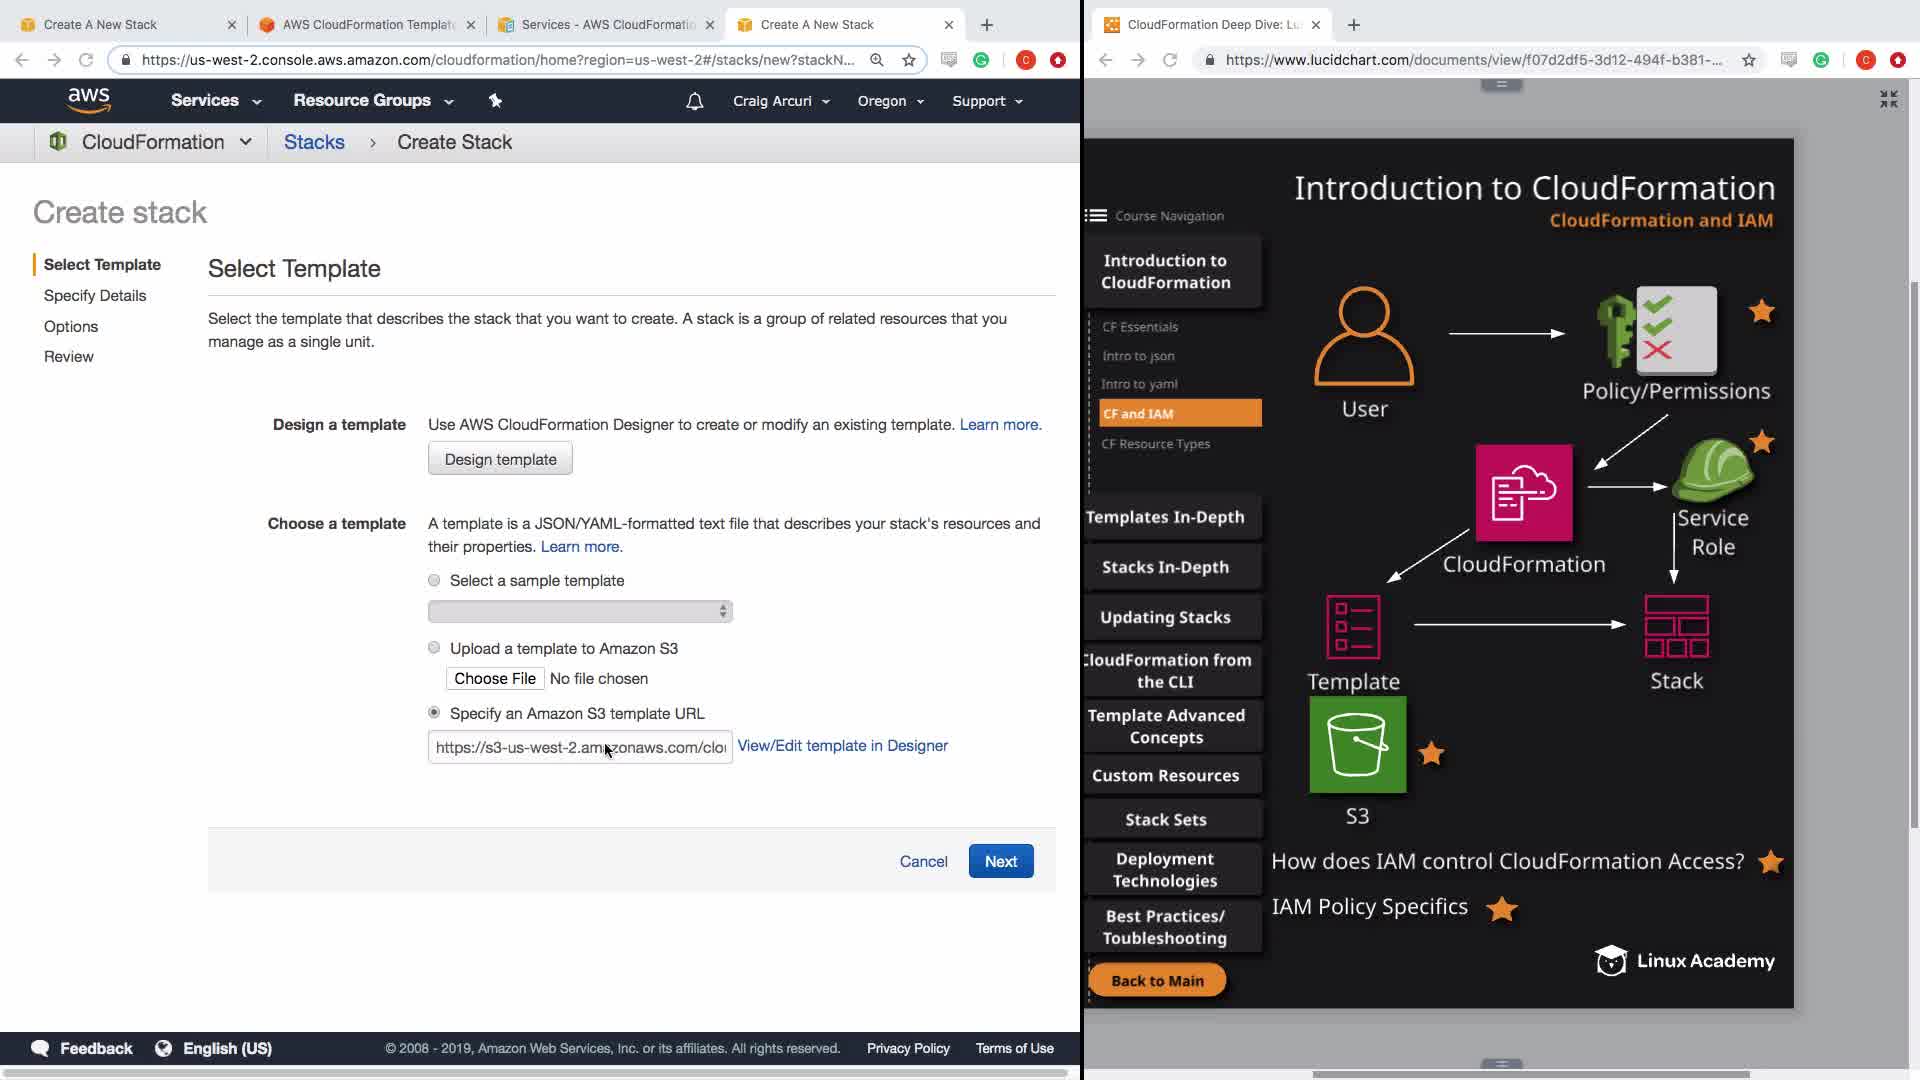 Create A New Stack
AWS CloudFormation Template
Services - AWS CloudFormation
Create A New Stack
https://us-west-2.console.aws.amazon.com/cloudformation/home?region=us-west-2#/stacks/new?stackN...
aws
Services
Resource Groups
Craig Arcuri
Oregon
Support
CloudFormation
Stacks
Create Stack
Create stack
Select Template
Specify Details
Options
Review
Select Template
Select the template that describes the stack that you want to create. A stack is a group of related resources that you
manage as a single unit.
Design a template
Use AWS CloudFormation Designer to create or modify an existing template. Learn more.
Design template
Choose a template
A template is a JSON/YAML-formatted text file that describes your stack's resources and
their properties. Learn more.
Select a sample template
Upload a template to Amazon S3
Choose File No file chosen
Specify an Amazon S3 template URL
https://s3-us-west-2.amazonaws.com/clou
View/Edit template in Designer
Cancel
Next
Feedback
English (US)
© 2008 - 2019, Amazon Web Services, Inc. or its affiliates. All rights reserved.
Privacy Policy
Terms of Use
CloudFormation Deep Dive: Lu
https://www.lucidchart.com/documents/view/f07d2df5-3d12-494f-b381-...
Introduction to CloudFormation
CloudFormation and IAM
Course Navigation
Introduction to
CloudFormation
CF Essentials
Intro to json
Intro to yaml
CF and IAM
CF Resource Types
Templates In-Depth
Stacks In-Depth
Updating Stacks
CloudFormation from
the CLI
Template Advanced
Concepts
Custom Resources
Stack Sets
Deployment
Technologies
Best Practices/
Toubleshooting
Back to Main
User
Policy/Permissions
CloudFormation
Service
Role
Template
Stack
S3
How does IAM control CloudFormation Access?
IAM Policy Specifics
Linux Academy